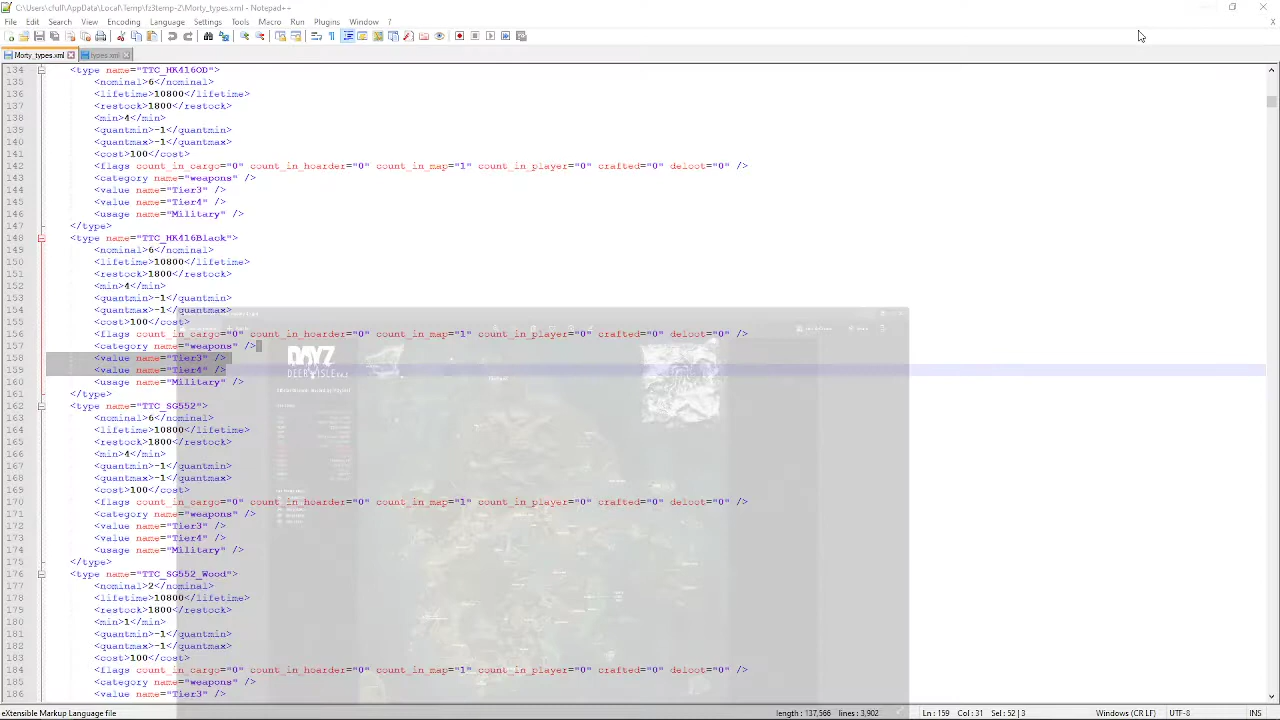 C:\Users\cfull\AppData\Local\Temp\fz3temp-2\Morty_types.xml - Notepad++
File Edit Search View Encoding Language Settings Tools Macro Run Plugins Window ?
Morty_types.xml types.xml
134 <type name="TTC_HK416OD">
135 <nominal>6</nominal>
136 <lifetime>10800</lifetime>
137 <restock>1800</restock>
138 <min>4</min>
139 <quantmin>-1</quantmin>
140 <quantmax>-1</quantmax>
141 <cost>100</cost>
142 <flags count_in_cargo="0" count_in_hoarder="0" count_in_map="1" count_in_player="0" crafted="0" deloot="0" />
143 <category name="weapons" />
144 <value name="Tier3" />
145 <value name="Tier4" />
146 <usage name="Military" />
147 </type>
148 <type name="TTC_HK416Black">
149 <nominal>6</nominal>
150 <lifetime>10800</lifetime>
151 <restock>1800</restock>
152 <min>4</min>
153 <quantmin>-1</quantmin>
154 <quantmax>-1</quantmax>
155 <cost>100</cost>
156 <flags count_in_cargo="0" count_in_hoarder="0" count_in_map="1" count_in_player="0" crafted="0" deloot="0" />
157 <category name="weapons" />
158 <value name="Tier3" />
159 <value name="Tier4" />
160 <usage name="Military" />
161 </type>
162 <type name="TTC_SG552">
163 <nominal>6</nominal>
164 <lifetime>10800</lifetime>
165 <restock>1800</restock>
166 <min>4</min>
167 <quantmin>-1</quantmin>
168 <quantmax>-1</quantmax>
169 <cost>100</cost>
170 <flags count_in_cargo="0" count_in_hoarder="0" count_in_map="1" count_in_player="0" crafted="0" deloot="0" />
171 <category name="weapons" />
172 <value name="Tier3" />
173 <value name="Tier4" />
174 <usage name="Military" />
175 </type>
176 <type name="TTC_SG552_Wood">
177 <nominal>2</nominal>
178 <lifetime>10800</lifetime>
179 <restock>1800</restock>
180 <min>1</min>
181 <quantmin>-1</quantmin>
182 <quantmax>-1</quantmax>
183 <cost>100</cost>
184 <flags count_in_cargo="0" count_in_hoarder="0" count_in_map="1" count_in_player="0" crafted="0" deloot="0" />
185 <category name="weapons" />
186 <value name="Tier3" />
DAYZ
DEER ISLE
eXtensible Markup Language file length : 137,566 lines : 3,902 Ln : 159 Col : 31 Sel : 52 | 3 Windows (CR LF) UTF-8 INS